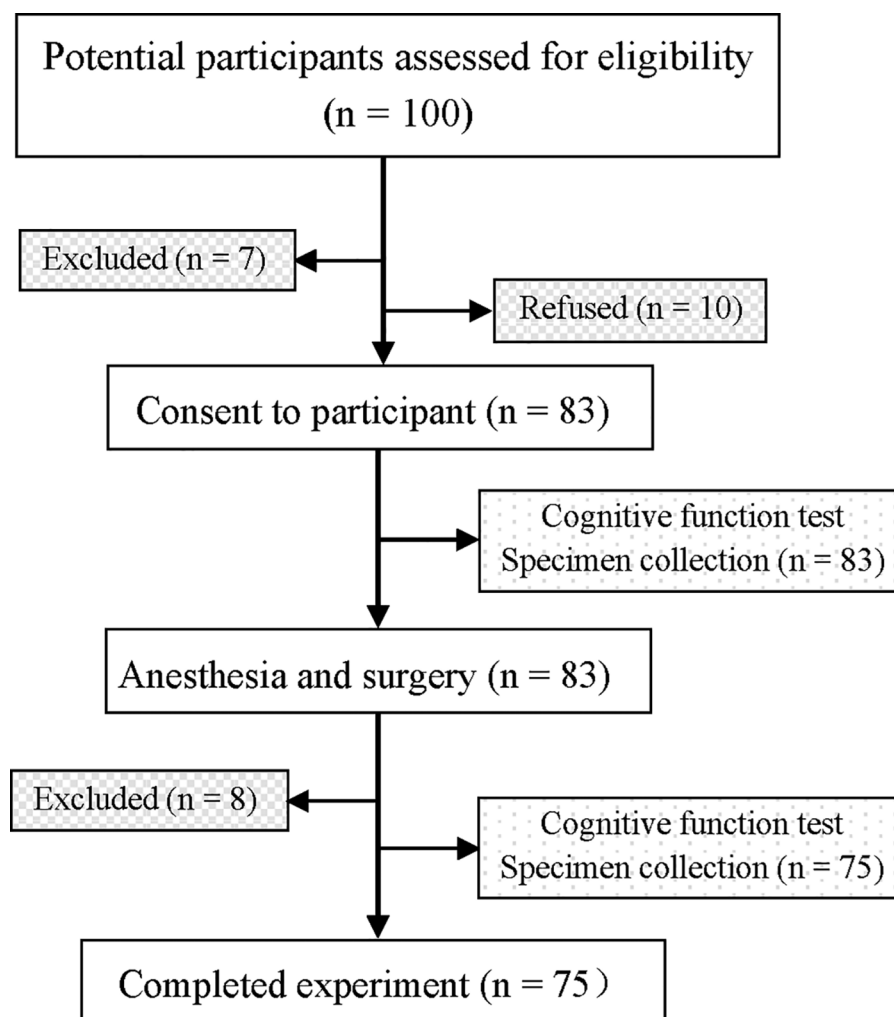 Potential participants assessed for eligibility
(n = 100)
Excluded (n = 7)
Refused (n = 10)
Consent to participant (n = 83)
Cognitive function test
Specimen collection (n = 83)
Anesthesia and surgery (n = 83)
Excluded (n = 8)
Cognitive function test
Specimen collection (n = 75)
Completed experiment (n = 75）